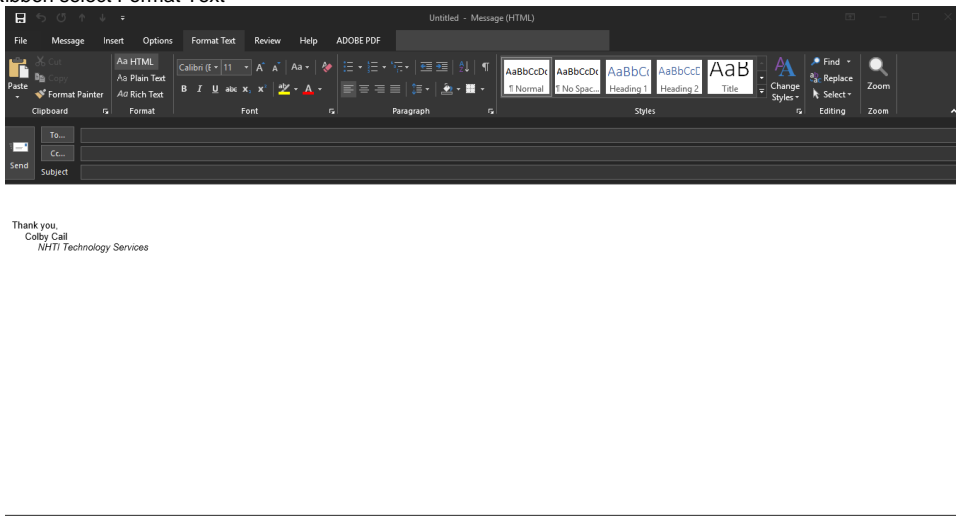 ribbon select Format Text
Untitled - Message (HTML)
File Message Insert Options Format Text Review Help ADOBE PDF
Paste
Cut
Copy
Format Painter
Clipboard
Aa HTML
Aa Plain Text
Aa Rich Text
Format
Calibri (E 11 A A Aa
B I U abc x, x' aby A
Font
Paragraph
AaBbCcDc AaBbCcDc AaBbCc AaBbCcE AaB
¶ Normal ¶ No Spac... Heading 1 Heading 2 Title
Change Styles
Styles
Find
Replace
Select
Editing
Zoom
Zoom
Send
To...
Cc...
Subject
Thank you,
Colby Cail
NHTI Technology Services